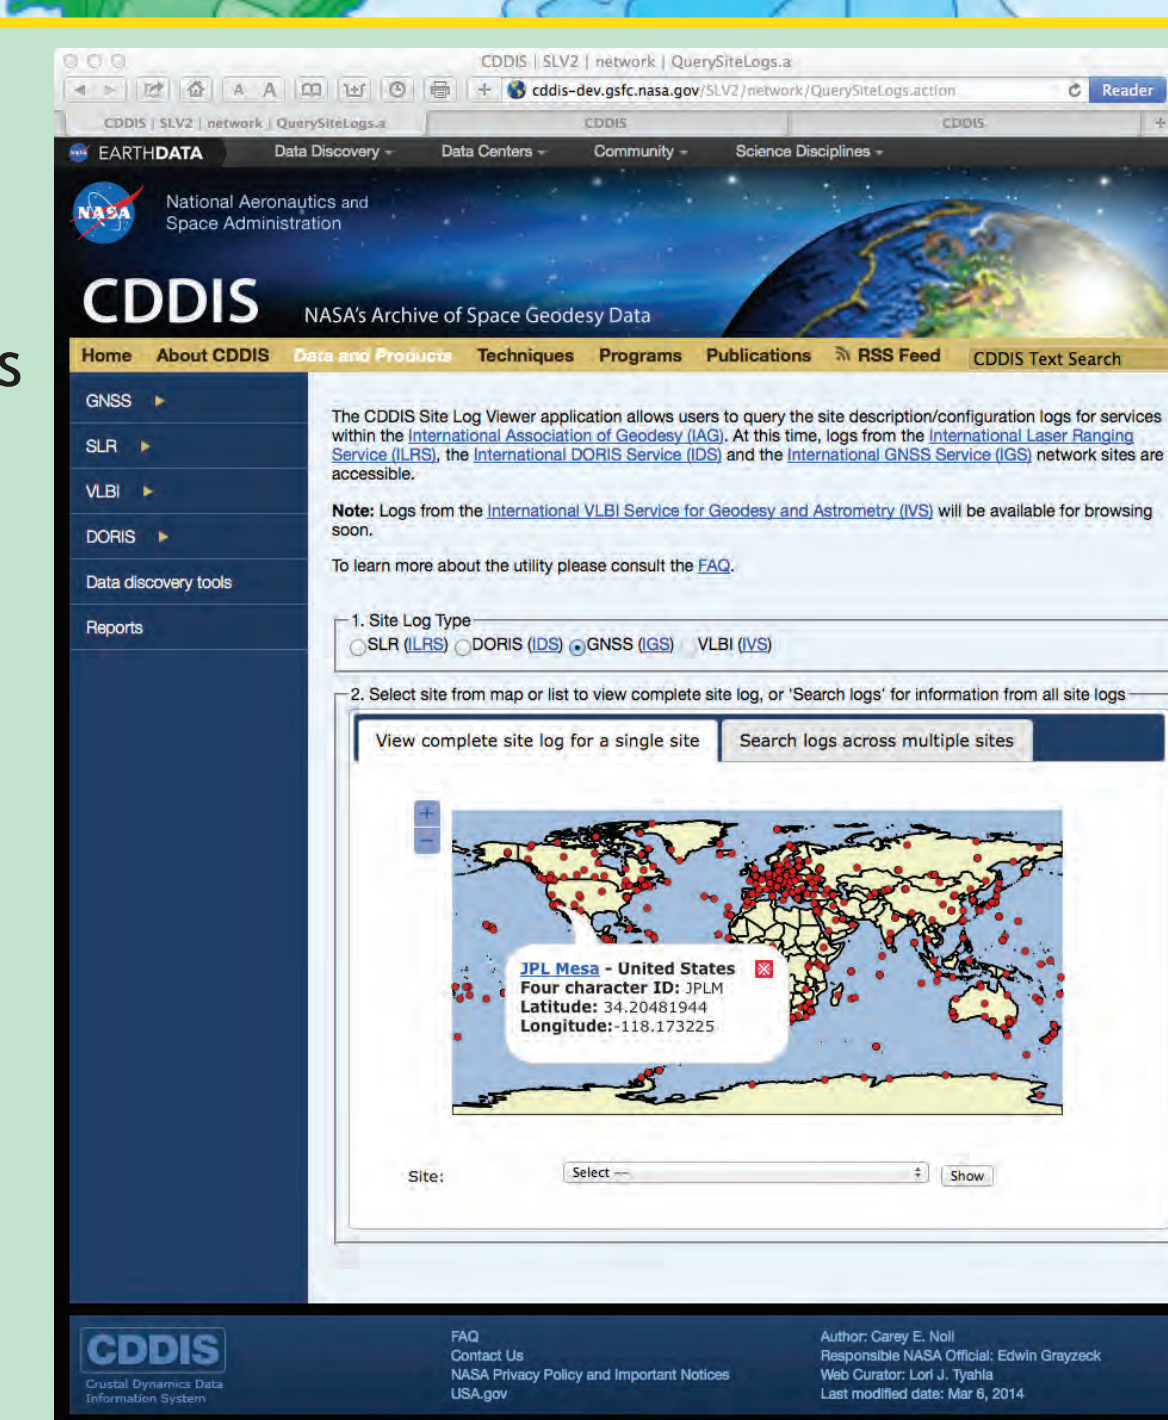 CDDIS | SLV2 | network | QuerySiteLogs.a
cddis-dev.gsfc.nasa.gov/SLV2/network/QuerySiteLogs.action
Reader
CDDIS | SLV2 | network | QuerySiteLogs.a
CDDIS
CDDIS
EARTHDATA
Data Discovery
Data Centers
Community
Science Disciplines
NASA
National Aeronautics and
Space Administration
CDDIS
NASA's Archive of Space Geodesy Data
s
Home
About CDDIS
Data and Products
Techniques
Programs
Publications
RSS Feed
CDDIS Text Search
GNSS
SLR
VLBI
DORIS
Data discovery tools
Reports
The CDDIS Site Log Viewer application allows users to query the site description/configuration logs for services
within the International Association of Geodesy (IAG). At this time, logs from the International Laser Ranging
Service (ILRS), the International DORIS Service (IDS) and the International GNSS Service (IGS) network sites are
accessible.
Note: Logs from the International VLBI Service for Geodesy and Astrometry (IVS) will be available for browsing
soon.
To learn more about the utility please consult the FAQ.
1. Site Log Type
SLR (ILRS) DORIS (IDS) GNSS (IGS) VLBI (IVS)
2. Select site from map or list to view complete site log, or 'Search logs' for information from all site logs
View complete site log for a single site
Search logs across multiple sites
+
−
JPL Mesa - United States
Four character ID: JPLM
Latitude: 34.20481944
Longitude:-118.173225
Site:
Select --
Show
CDDIS
Crustal Dynamics Data
Information System
FAQ
Contact Us
NASA Privacy Policy and Important Notices
USA.gov
Author: Carey E. Noll
Responsible NASA Official: Edwin Grayzeck
Web Curator: Lori J. Tyahla
Last modified date: Mar 6, 2014